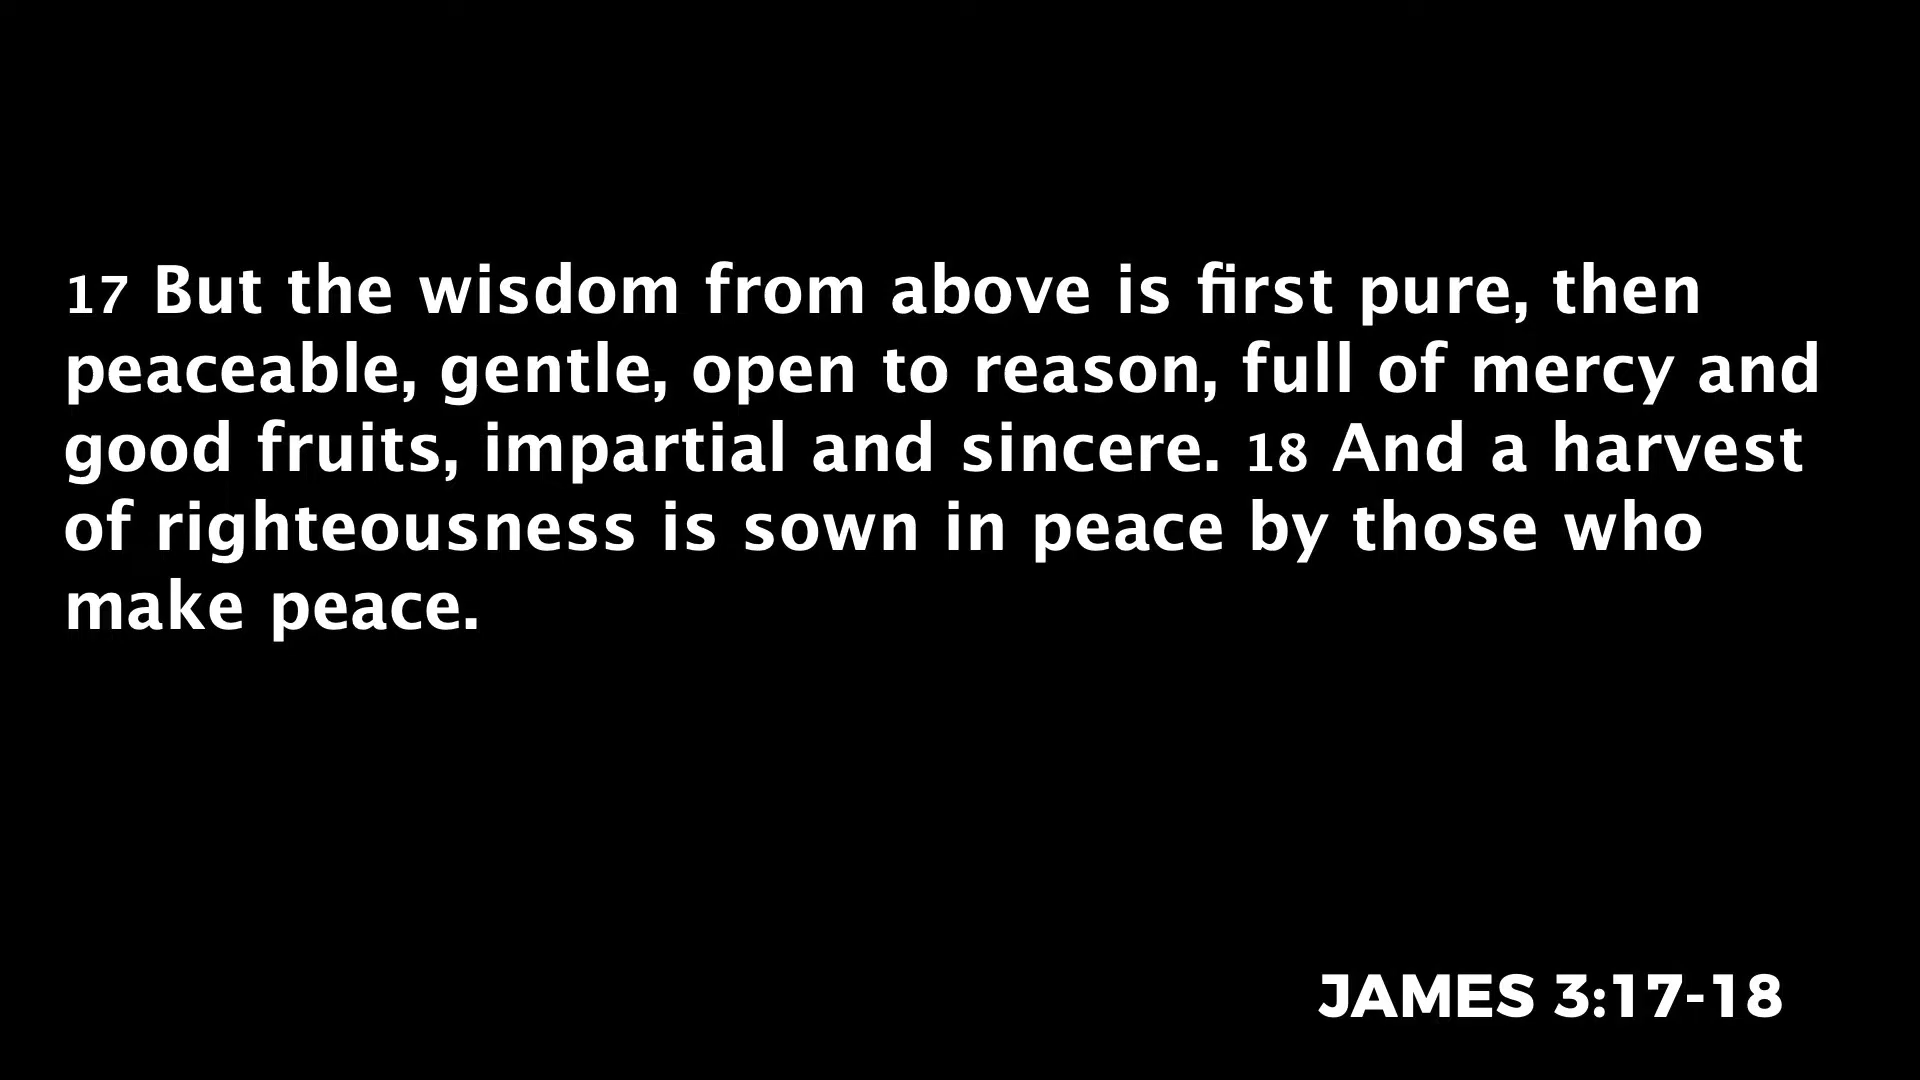 17 But the wisdom from above is first pure, then
peaceable, gentle, open to reason, full of mercy and
good fruits, impartial and sincere. 18 And a harvest
of righteousness is sown in peace by those who
make peace.
JAMES 3:17-18